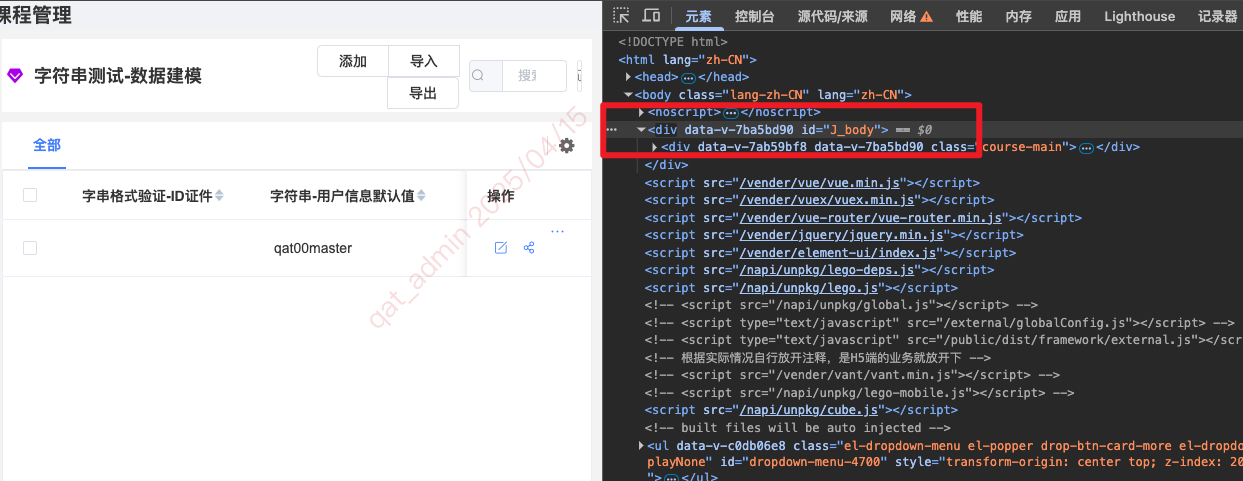 课程管理
字符串测试-数据建模
添加
导入
导出
全部
字串格式验证-ID证件
字符串-用户信息默认值
操作
qat00master
...
qat_admin 2025/04/15
元素
控制台
源代码/来源
网络
性能
内存
应用
Lighthouse
记录器
<!DOCTYPE html>
<html lang="zh-CN">
<head>…</head>
<body class="lang-zh-CN" lang="zh-CN">
<noscript>…</noscript>
<div data-v-7ba5bd90 id="J_body"> == $0
<div data-v-7ab59bf8 data-v-7ba5bd90 class="course-main">…</div>
</div>
<script src="/vender/vue/vue.min.js"></script>
<script src="/vender/vuex/vuex.min.js"></script>
<script src="/vender/vue-router/vue-router.min.js"></script>
<script src="/vender/jquery/jquery.min.js"></script>
<script src="/vender/element-ui/index.js"></script>
<script src="/napi/unpkg/lego-deps.js"></script>
<script src="/napi/unpkg/lego.js"></script>
<!-- <script src="/napi/unpkg/global.js"></script> -->
<!-- <script type="text/javascript" src="/external/globalConfig.js"></script> -->
<!-- <script type="text/javascript" src="/public/dist/framework/external.js"></scr
<!-- 根据实际情况自行放开注释，是H5端的业务就放开下 -->
<!-- <script src="/vender/vant/vant.min.js"></script> -->
<!-- <script src="/napi/unpkg/lego-mobile.js"></script> -->
<script src="/napi/unpkg/cube.js"></script>
<!-- built files will be auto injected -->
<ul data-v-c0db06e8 class="el-dropdown-menu el-popper drop-btn-card-more el-dropdo
playNone" id="dropdown-menu-4700" style="transform-origin: center top; z-index: 20
">…</ul>